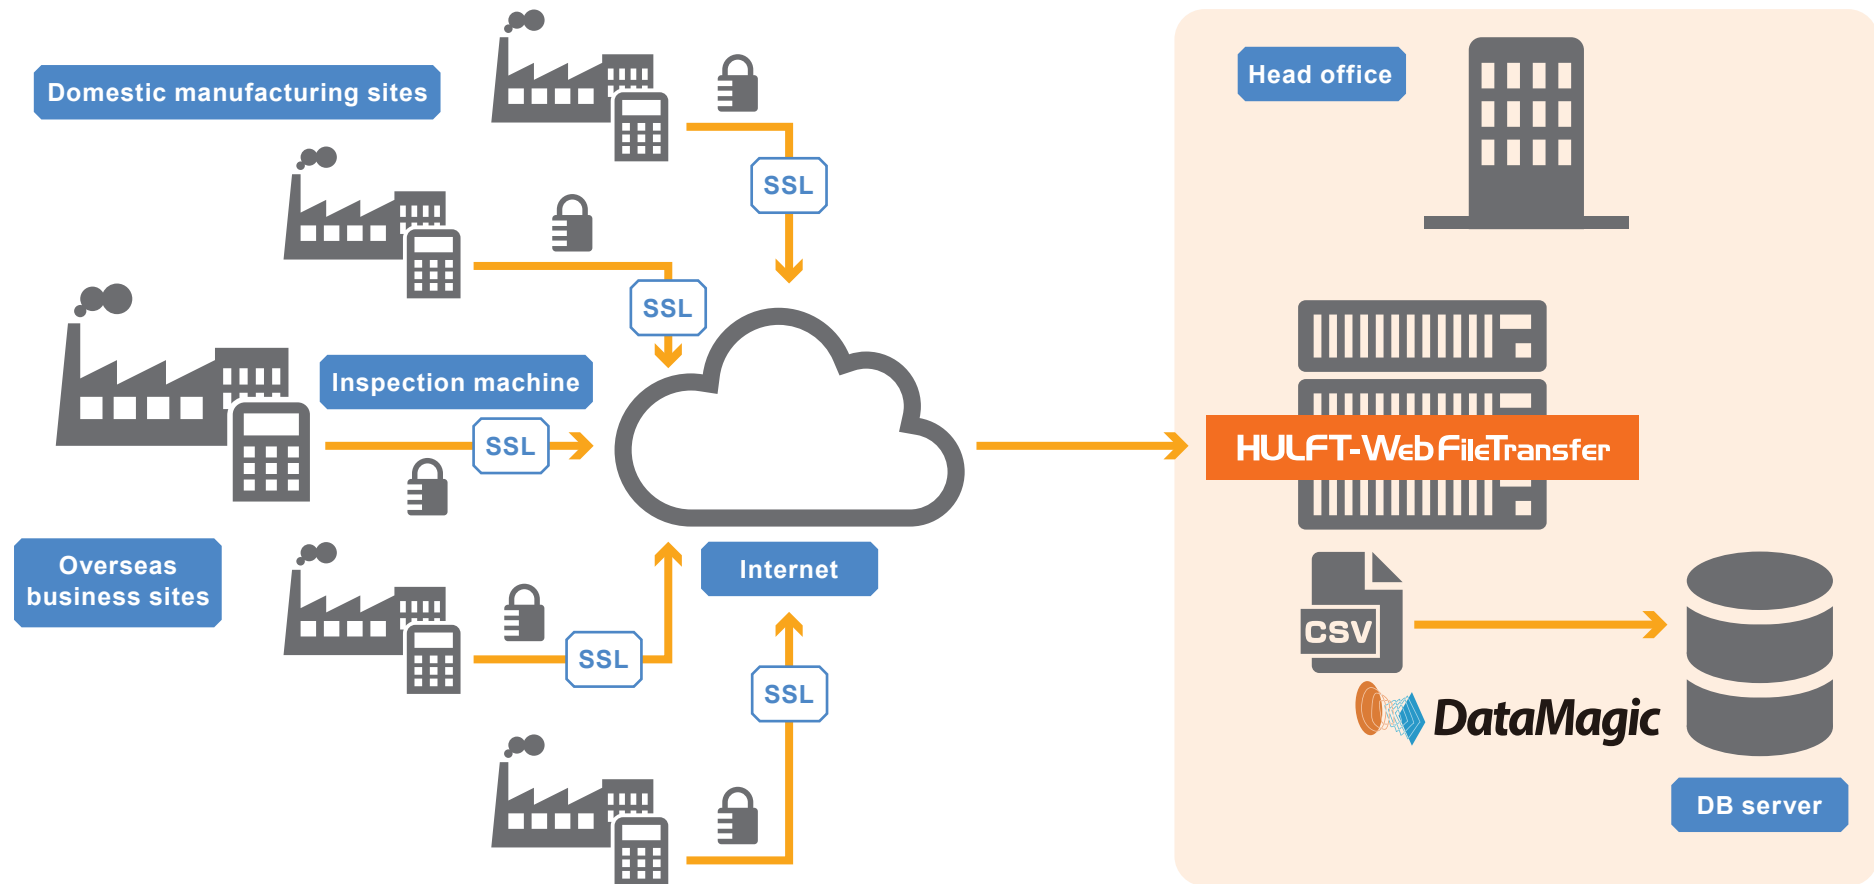 Domestic manufacturing sites
SSL
SSL
Inspection machine
SSL
Overseas
business sites
SSL
SSL
Internet
Head office
HULFT-WebFileTransfer
CSV
DataMagic
DB server